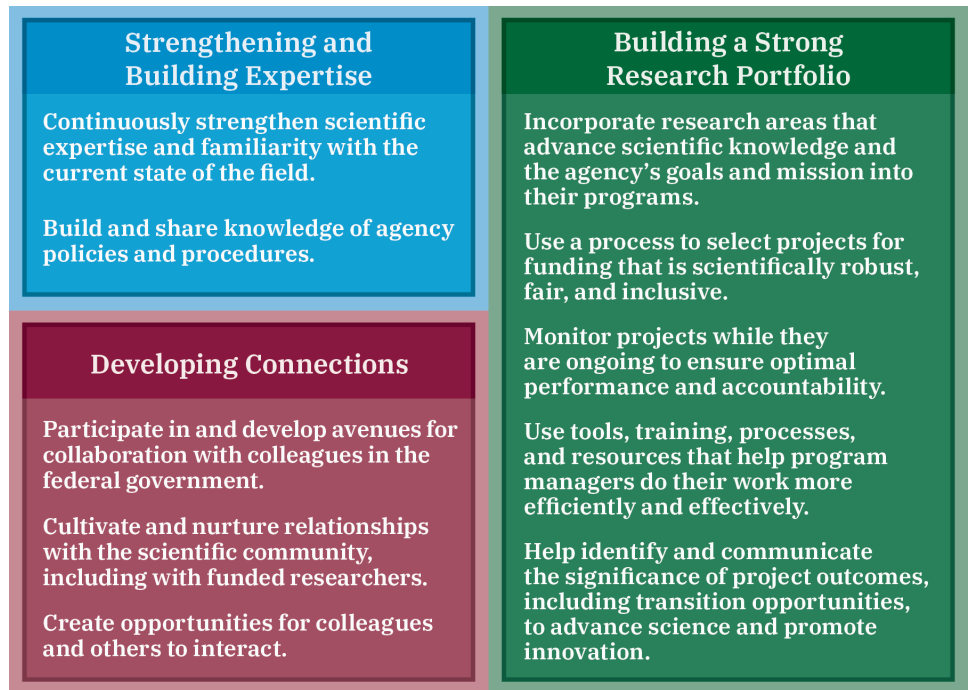 Strengthening and
Building Expertise
Continuously strengthen scientific
expertise and familiarity with the
current state of the field.
Build and share knowledge of agency
policies and procedures.
Developing Connections
Participate in and develop avenues for
collaboration with colleagues in the
federal government.
Cultivate and nurture relationships
with the scientific community,
including with funded researchers.
Create opportunities for colleagues
and others to interact.
Building a Strong
Research Portfolio
Incorporate research areas that
advance scientific knowledge and
the agency’s goals and mission into
their programs.
Use a process to select projects for
funding that is scientifically robust,
fair, and inclusive.
Monitor projects while they
are ongoing to ensure optimal
performance and accountability.
Use tools, training, processes,
and resources that help program
managers do their work more
efficiently and effectively.
Help identify and communicate
the significance of project outcomes,
including transition opportunities,
to advance science and promote
innovation.